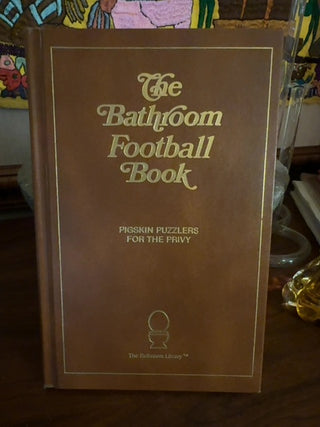 The
Bathroom
Football
Book
PIGSKIN PUZZLERS
FOR THE PRIVY
The Bathroom Library™